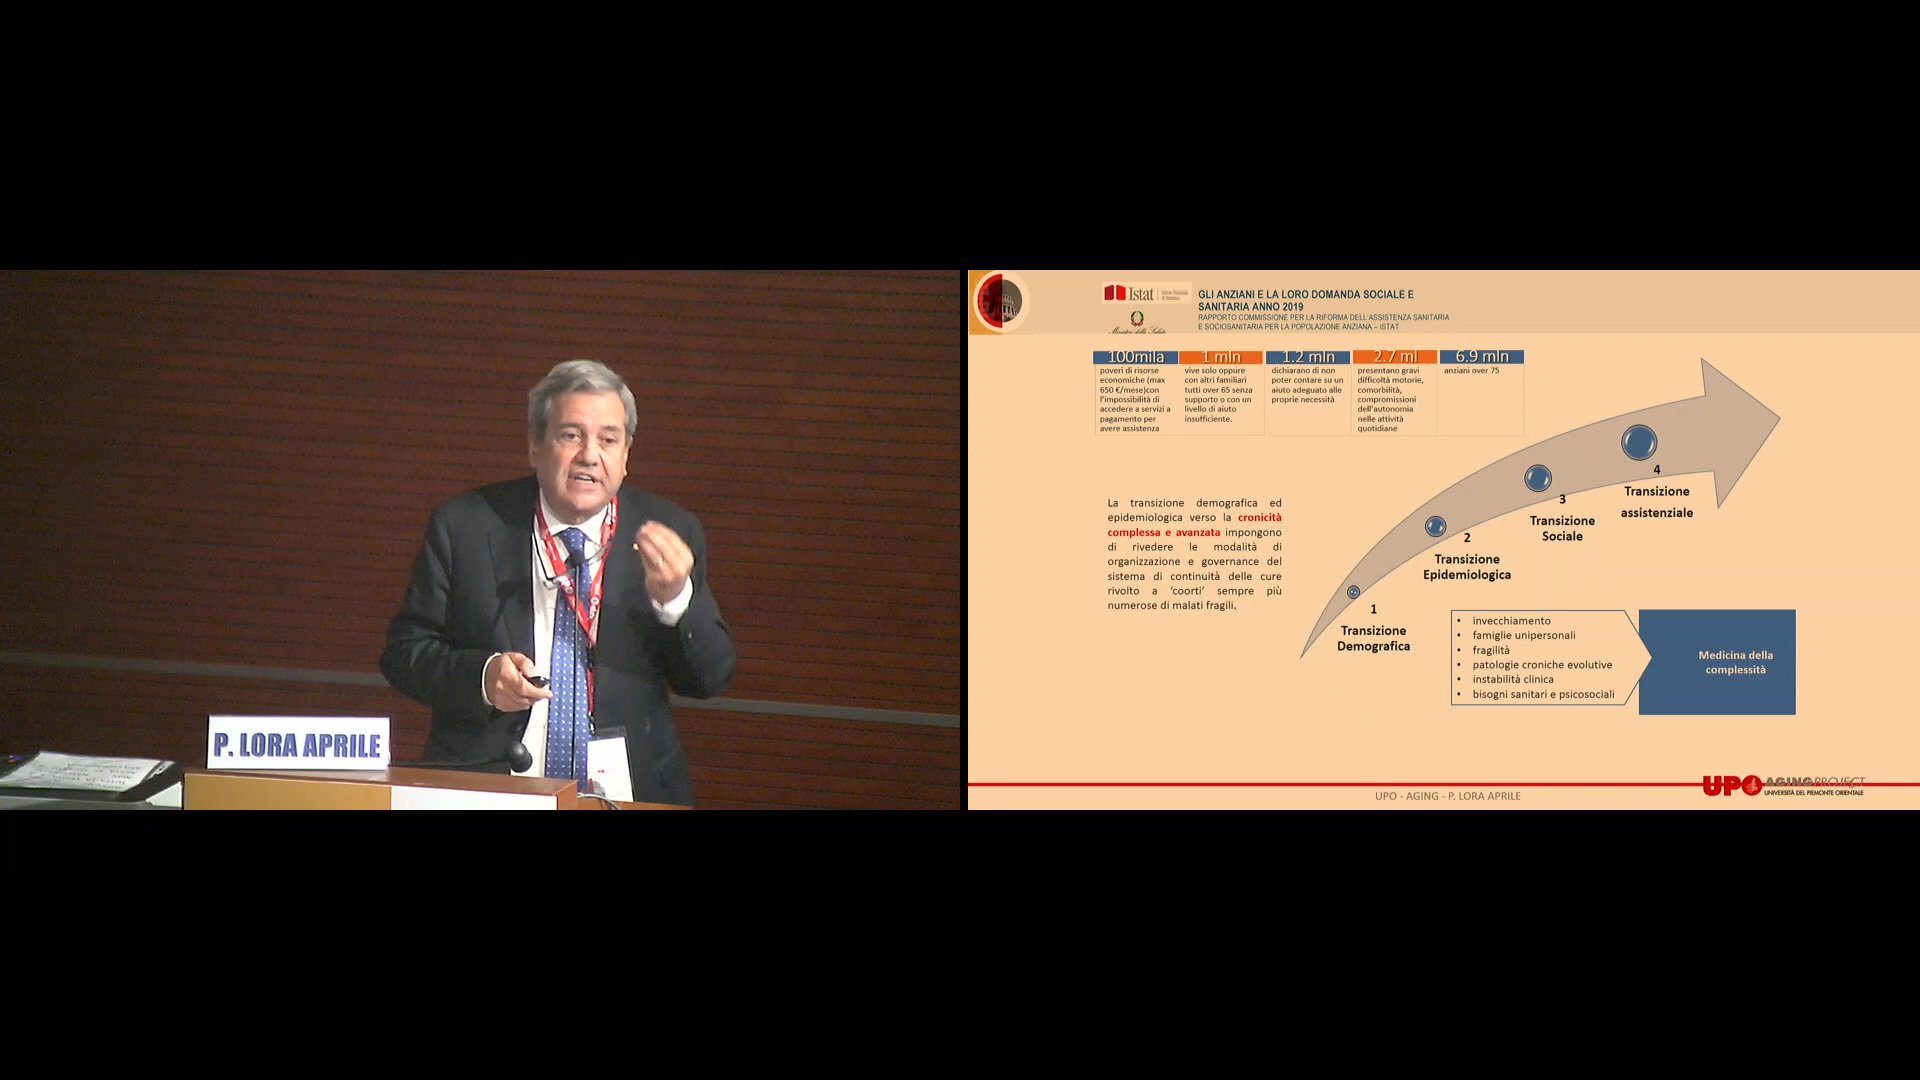 P. LORA APRILE
Istat
Ministero della Salute
GLI ANZIANI E LA LORO DOMANDA SOCIALE E
SANITARIA ANNO 2019
RAPPORTO COMMISSIONE PER LA RIFORMA DELL'ASSISTENZA SANITARIA
E SOCIOSANITARIA PER LA POPOLAZIONE ANZIANA – ISTAT
100mila
poveri di risorse
economiche (max
650 €/mese)con
l'impossibilità di
accedere a servizi a
pagamento per
avere assistenza
1 mln
vive solo oppure
con altri familiari
tutti over 65 senza
supporto o con un
livello di aiuto
insufficiente.
1.2 mln
dichiarano di non
poter contare su un
aiuto adeguato alle
proprie necessità
2.7 ml
presentano gravi
difficoltà motorie,
comorbilità,
compromissioni
dell'autonomia
nelle attività
quotidiane
6.9 mln
anziani over 75
La transizione demografica ed
epidemiologica verso la cronicità
complessa e avanzata impongono
di rivedere le modalità di
organizzazione e governance del
sistema di continuità delle cure
rivolto a 'coorti' sempre più
numerose di malati fragili.
1
Transizione
Demografica
2
Transizione
Epidemiologica
3
Transizione
Sociale
4
Transizione
assistenziale
• invecchiamento
• famiglie unipersonali
• fragilità
• patologie croniche evolutive
• instabilità clinica
• bisogni sanitari e psicosociali
Medicina della
complessità
UPO - AGING - P. LORA APRILE
UPO AGING PROJECT
UNIVERSITÀ DEL PIEMONTE ORIENTALE